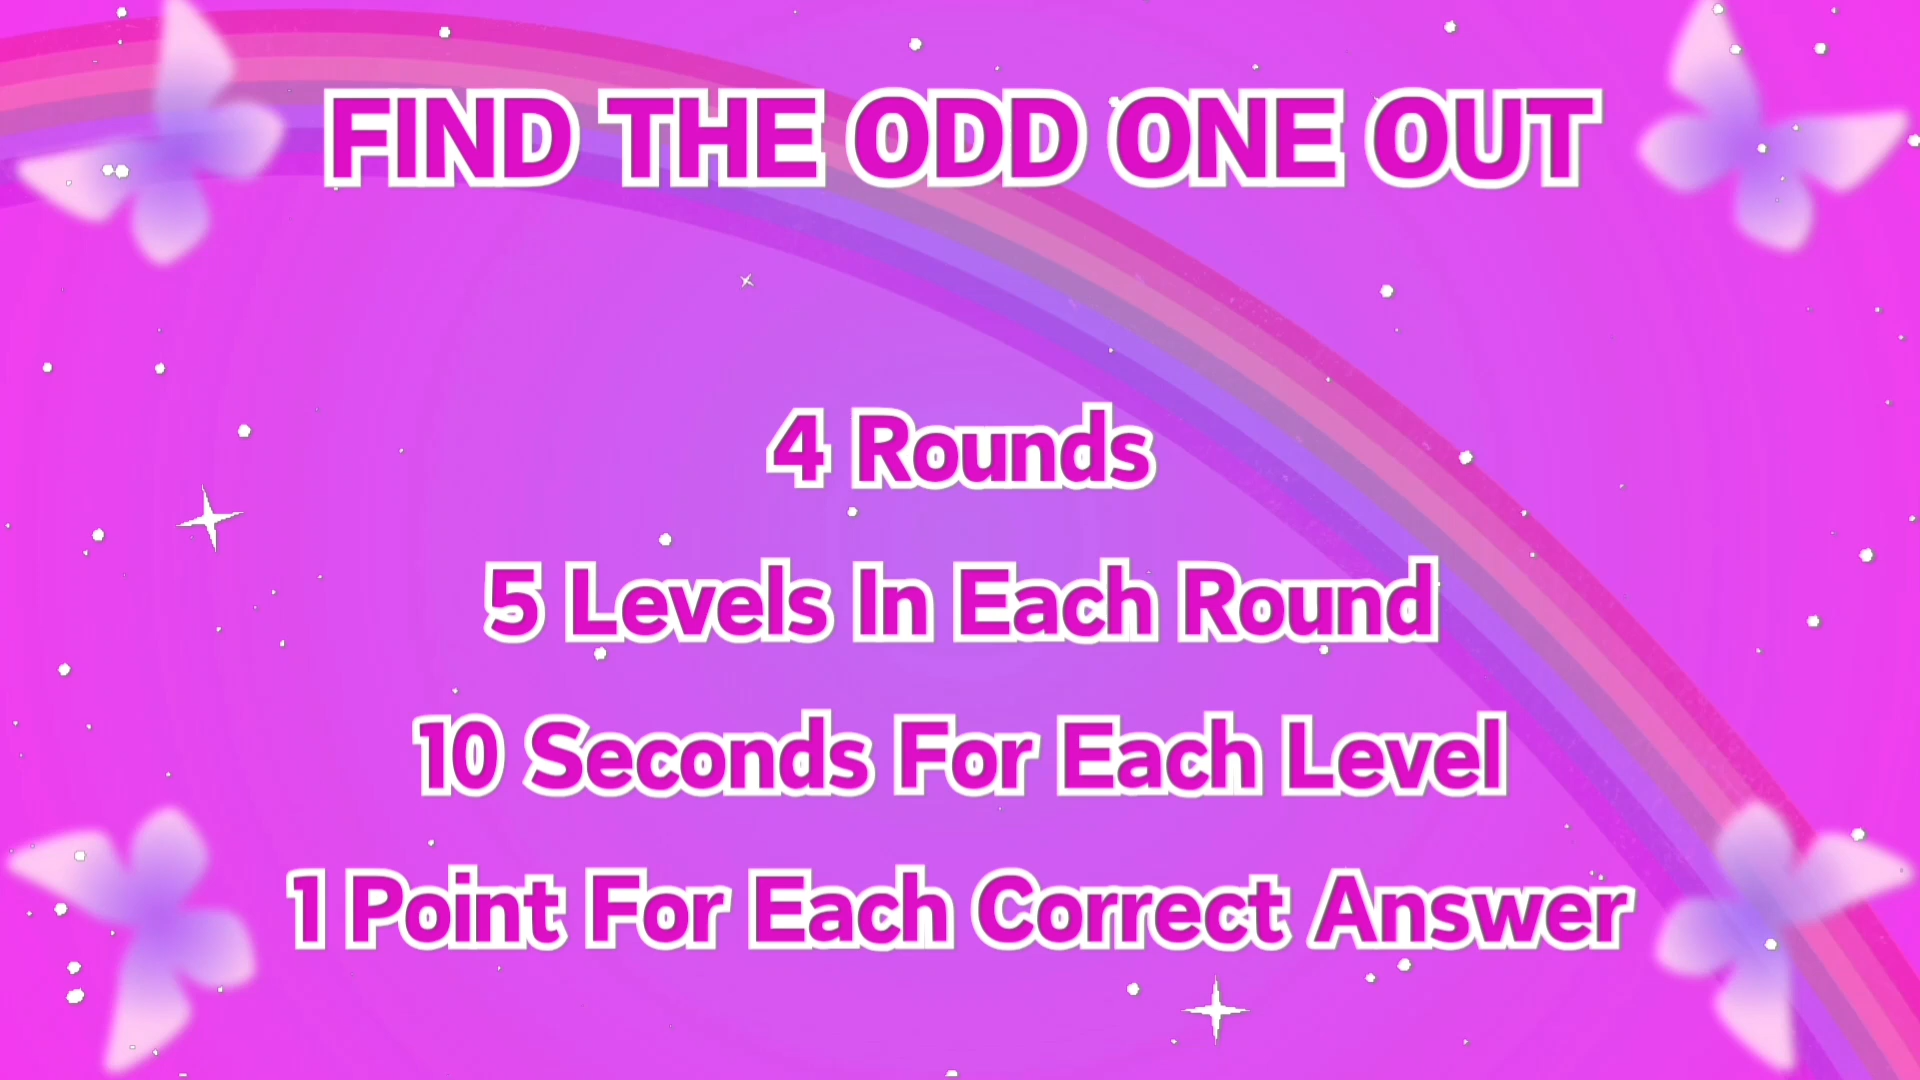 FIND THE ODD ONE OUT
4 Rounds
5 Levels In Each Round
10 Seconds For Each Level
1 Point For Each Correct Answer